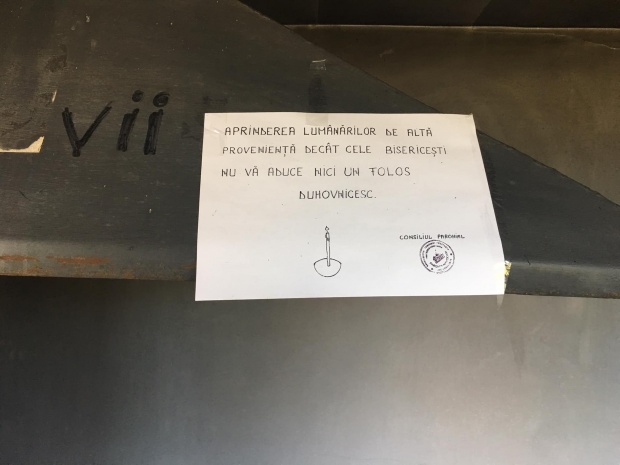 vii
APRINDEREA LUMÂNĂRILOR DE ALTĂ
PROVENIENȚĂ DECÂT CELE BISERICEȘTI
NU VĂ ADUCE NICI UN FOLOS
DUHOVNICESC.
CONSILIUL PAROHIAL